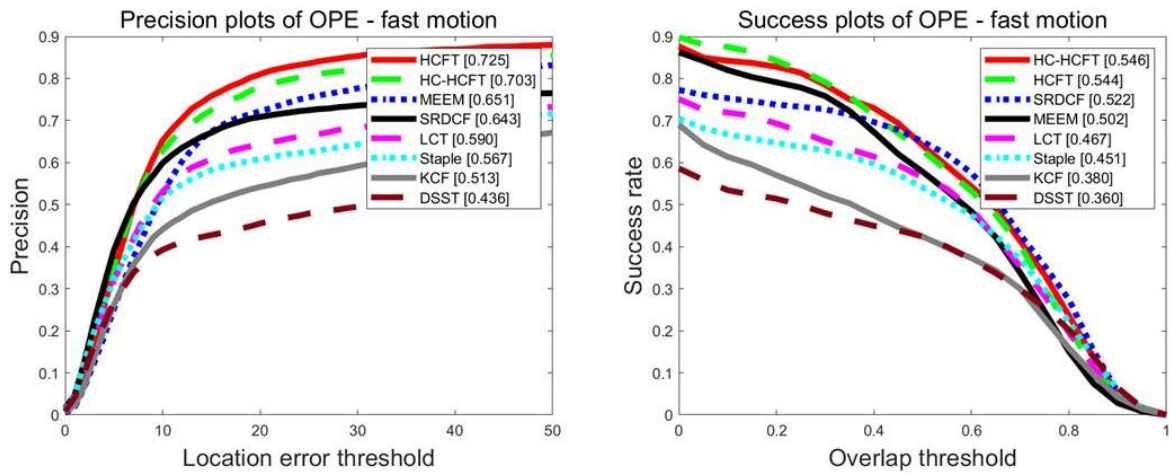 Precision plots of OPE - fast motion
0.9
0.8
0.7
0.6
0.5
0.4
0.3
0.2
0.1
0
Precision
HCFT [0.725]
HC-HCFT [0.703]
MEEM [0.651]
SRDCF [0.643]
LCT [0.590]
Staple [0.567]
KCF [0.513]
DSST [0.436]
0 10 20 30 40 50
Location error threshold
Success plots of OPE - fast motion
0.9
0.8
0.7
0.6
0.5
0.4
0.3
0.2
0.1
0
Success rate
HC-HCFT [0.546]
HCFT [0.544]
SRDCF [0.522]
MEEM [0.502]
LCT [0.467]
Staple [0.451]
KCF [0.380]
DSST [0.360]
0 0.2 0.4 0.6 0.8 1
Overlap threshold